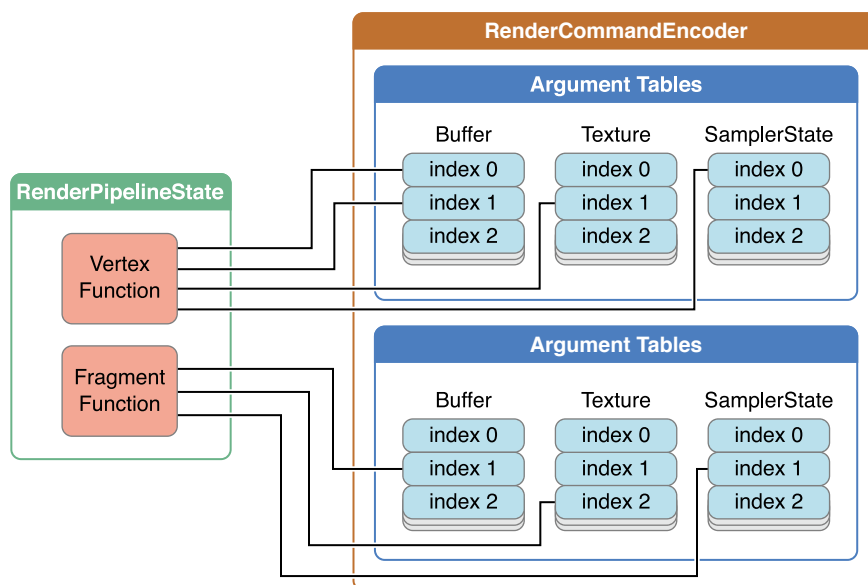 RenderCommandEncoder
Argument Tables
Buffer Texture SamplerState
index 0 index 0 index 0
index 1 index 1 index 1
index 2 index 2 index 2
RenderPipelineState
Vertex
Function
Fragment
Function
Argument Tables
Buffer Texture SamplerState
index 0 index 0 index 0
index 1 index 1 index 1
index 2 index 2 index 2